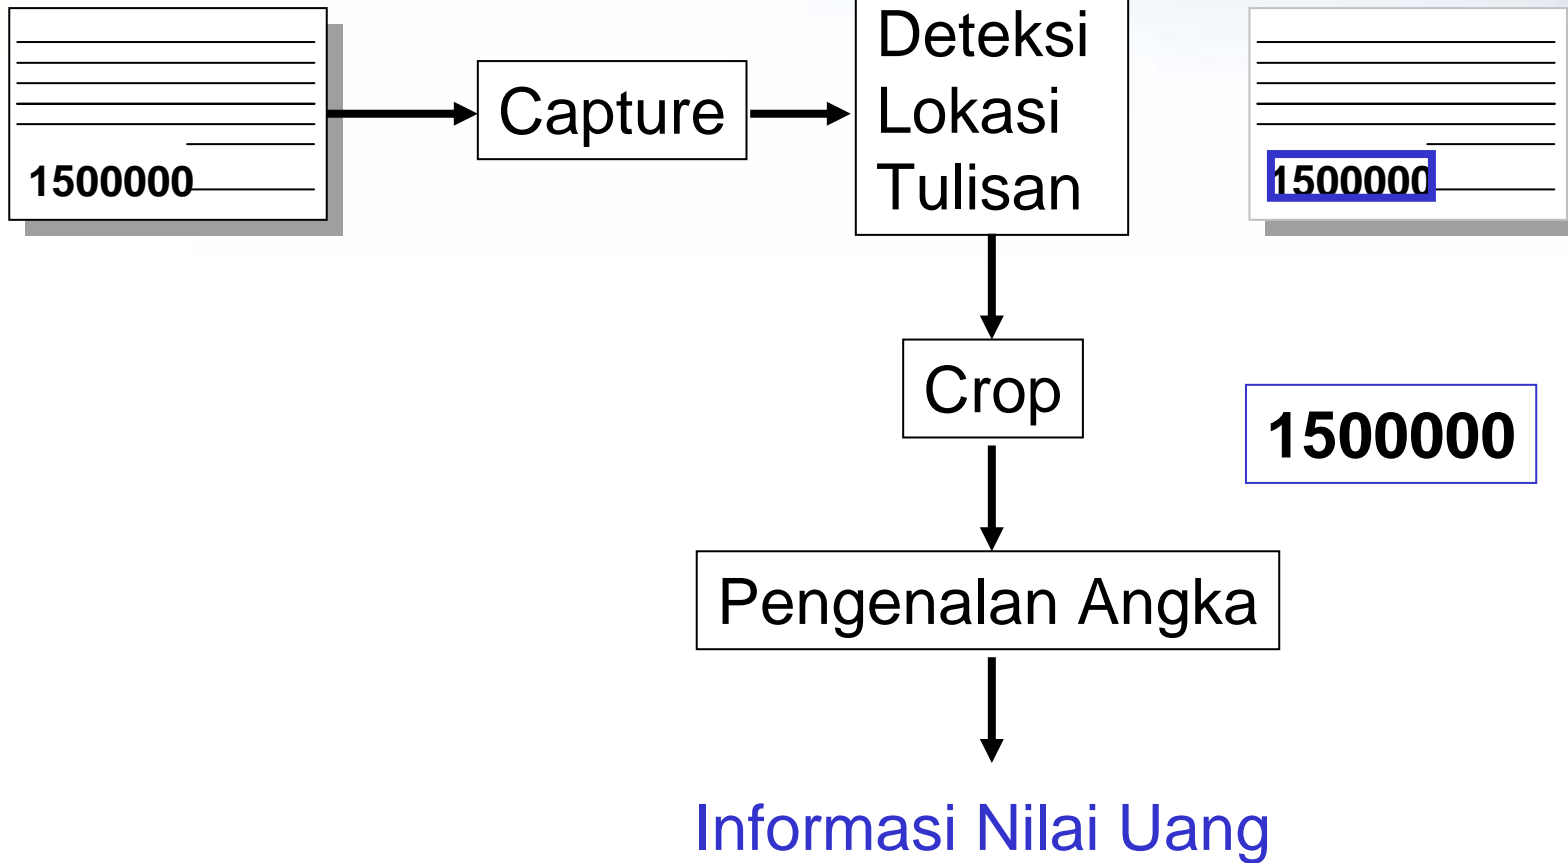 1500000
Capture
Deteksi
Lokasi
Tulisan
1500000
Crop
1500000
Pengenalan Angka
Informasi Nilai Uang